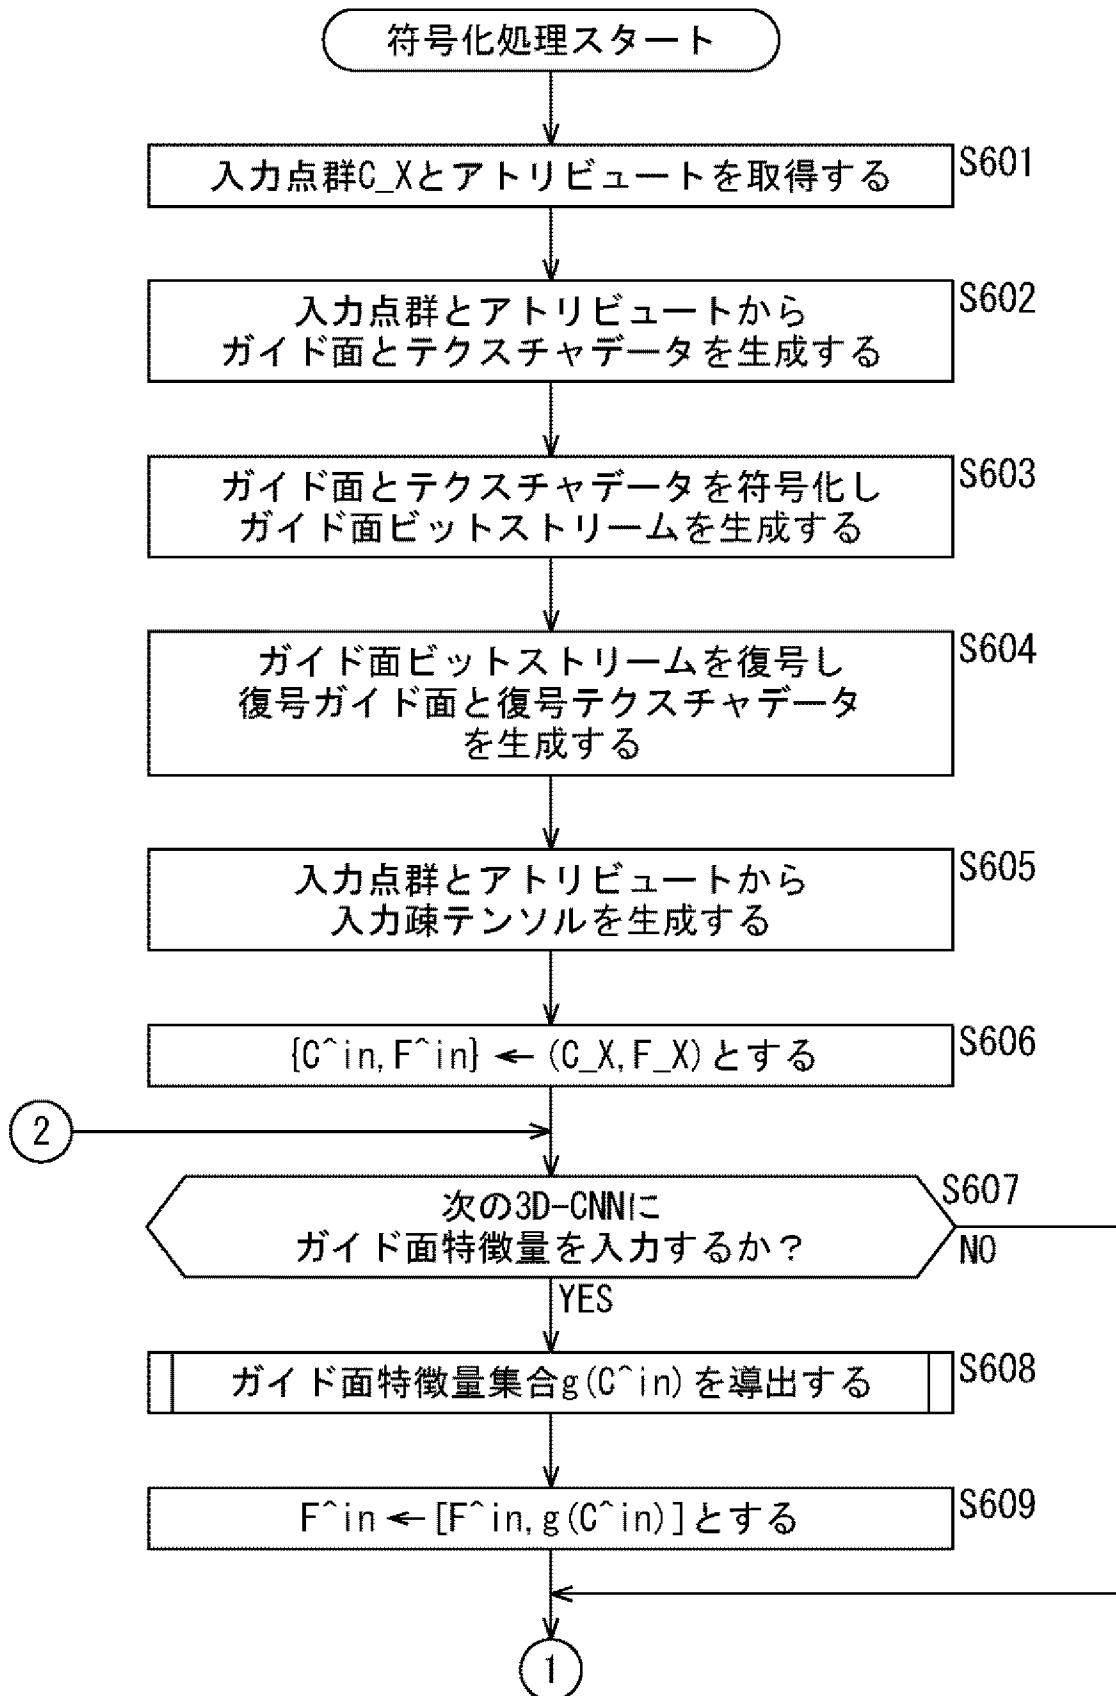 符号化処理スタート
入力点群C_Xとアトリビュートを取得する
S601
入力点群とアトリビュートから
ガイド面とテクスチャデータを生成する
S602
ガイド面とテクスチャデータを符号化し
ガイド面ビットストリームを生成する
S603
ガイド面ビットストリームを復号し
復号ガイド面と復号テクスチャデータ
を生成する
S604
入力点群とアトリビュートから
入力疎テンソルを生成する
S605
{C^in,F^in} ← (C_X,F_X)とする
S606
2
次の3D-CNNに
ガイド面特徴量を入力するか？
S607
NO
YES
ガイド面特徴量集合g(C^in)を導出する
S608
F^in ← [F^in,g(C^in)]とする
S609
1